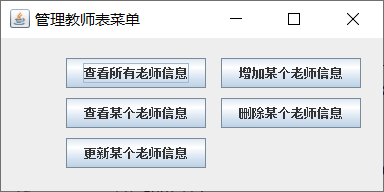 管理教师表菜单
查看所有老师信息 增加某个老师信息
查看某个老师信息 删除某个老师信息
更新某个老师信息